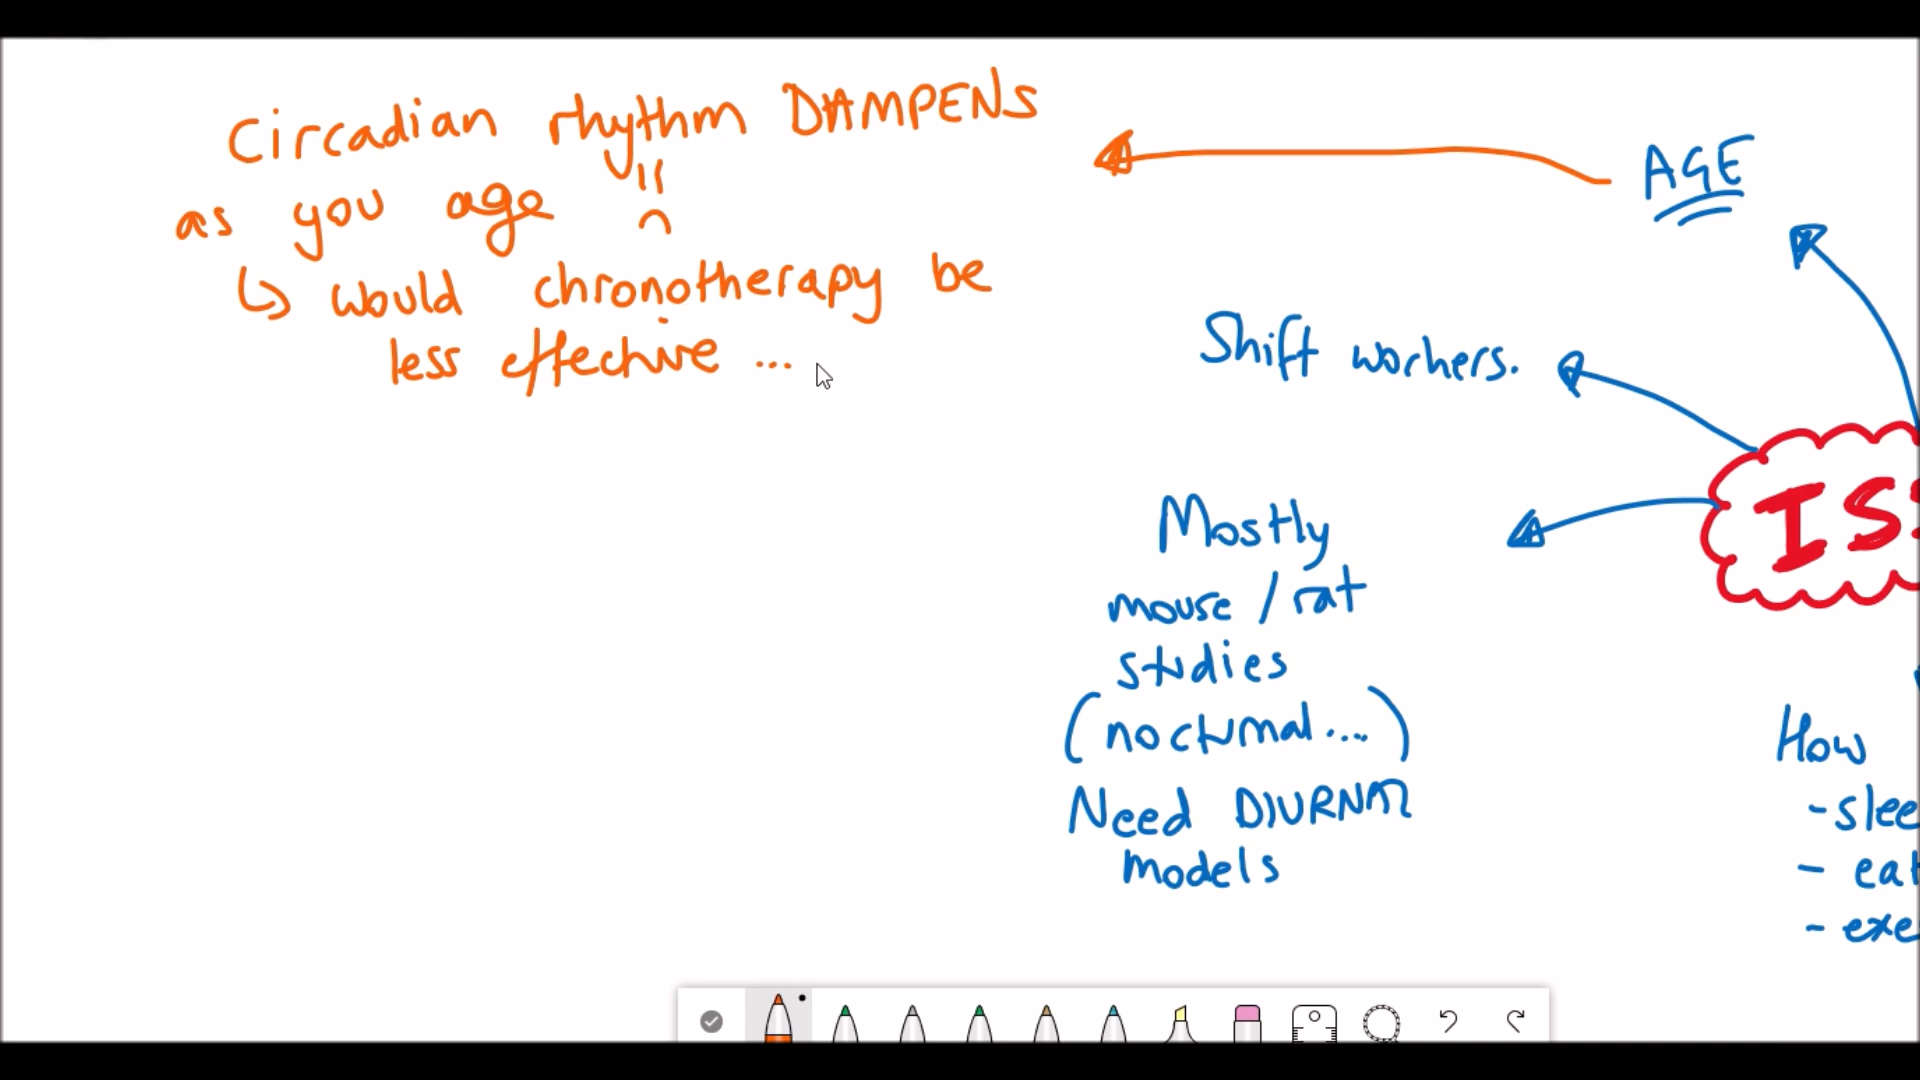 Circadian rhythm DAMPENS
as you age
↳ would chronotherapy be
less effective ...
AGE
Shift workers.
Mostly
mouse / rat
studies
(nocturnal...)
Need DIURNAL
models
IS
How
- slee
- eat
- exe